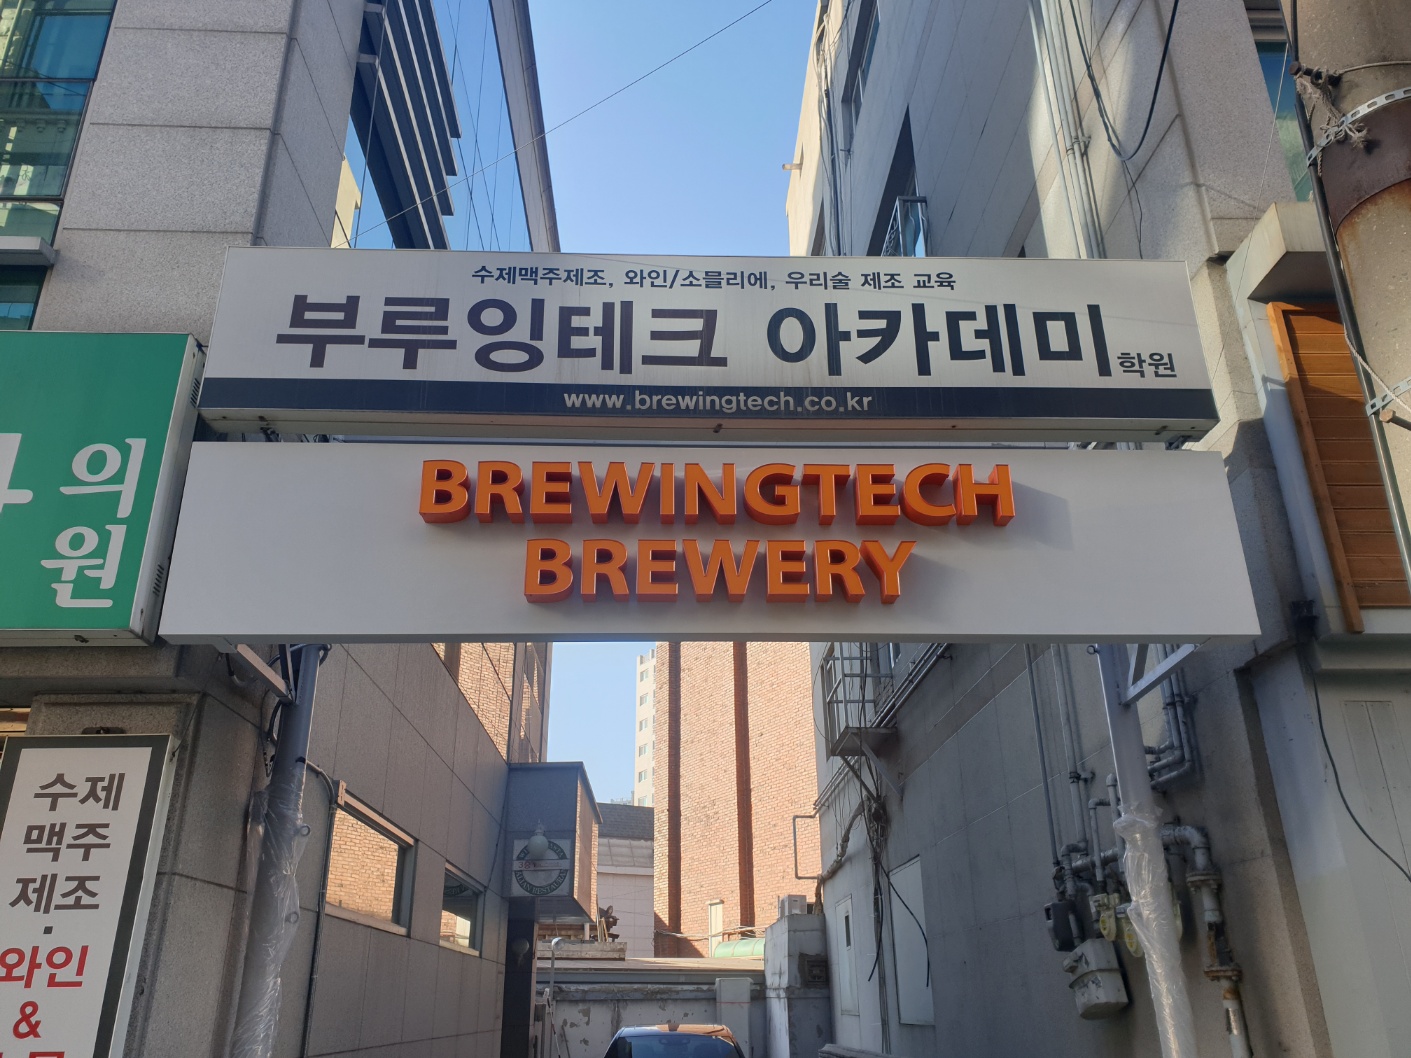 수제맥주제조, 와인/소믈리에, 우리술 제조 교육
부루잉테크 아카데미학원
www.brewingtech.co.kr
BREWINGTECH
BREWERY
의
원
수제
맥주
제조
·
와인
&